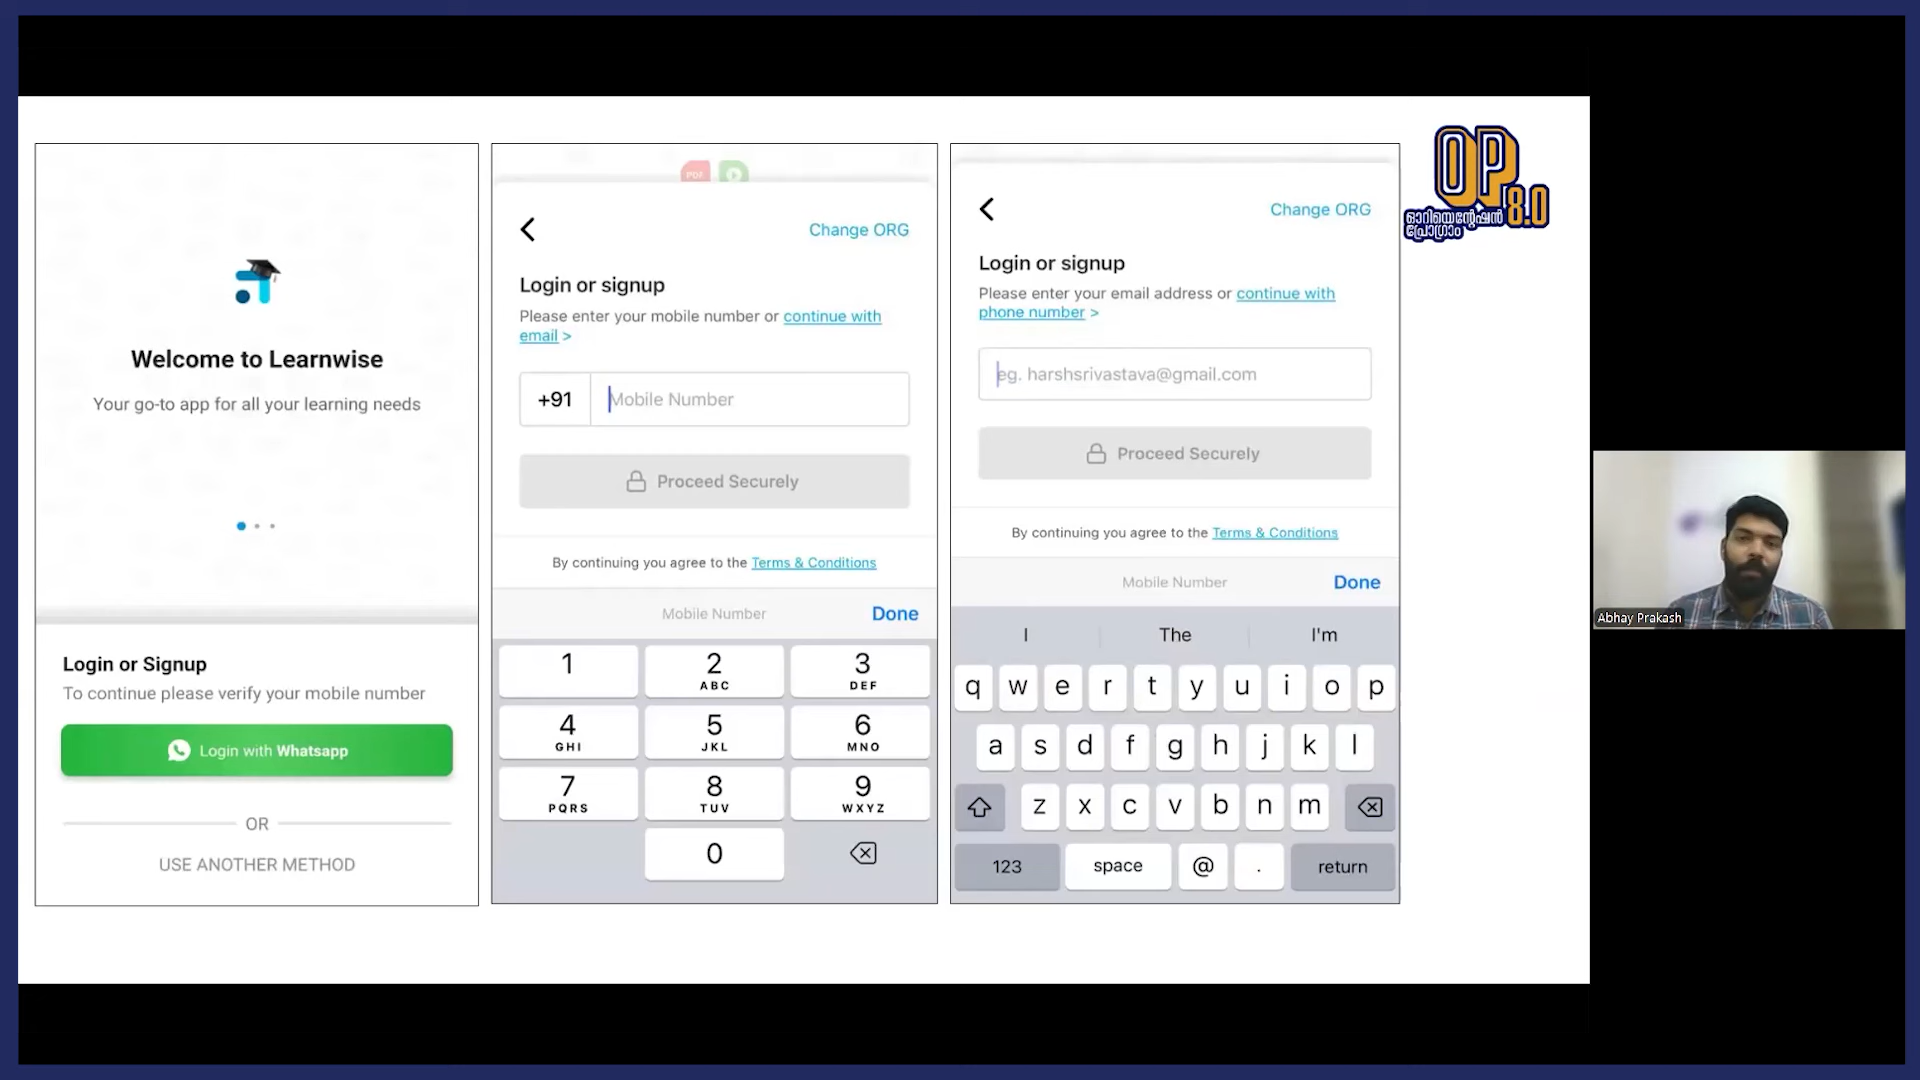 Welcome to Learnwise
Your go-to app for all your learning needs
Login or Signup
To continue please verify your mobile number
Login with Whatsapp
OR
USE ANOTHER METHOD
PDF
Change ORG
Login or signup
Please enter your mobile number or continue with
email >
+91
Mobile Number
Proceed Securely
By continuing you agree to the Terms & Conditions
Mobile Number
Done
1
2
3
ABC
DEF
4
5
6
GHI
JKL
MNO
7
8
9
PQRS
TUV
WXYZ
0
Change ORG
Login or signup
Please enter your email address or continue with
phone number >
eg. harshsrivastava@gmail.com
Proceed Securely
By continuing you agree to the Terms & Conditions
Mobile Number
Done
I
The
I'm
q w e r t y u i o p
a s d f g h j k l
z x c v b n m
123
space
@
.
return
OP
ഓറിയെന്റേഷൻ
പ്രോഗ്രാം
8.0
Abhay Prakash